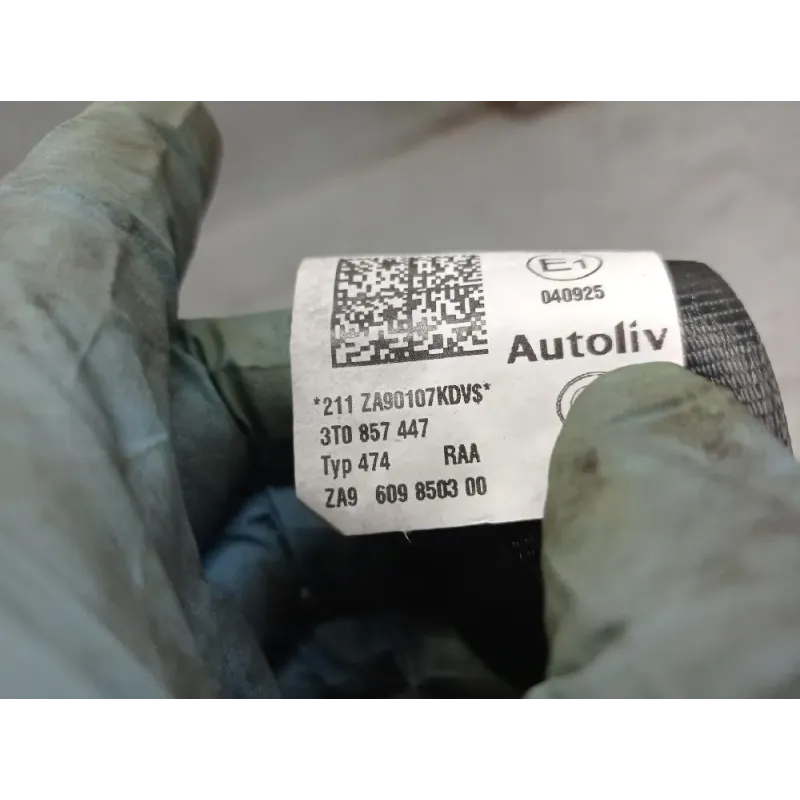 E1
040925
Autoliv
*211 ZA90107KDV$*
3T0 857 447
Typ 474 RAA
ZA9 609 8503 00